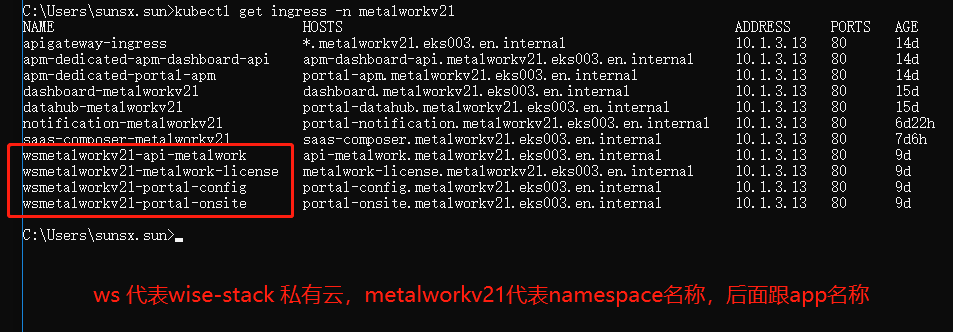 C:\Users\sunsx.sun>kubectl get ingress -n metalworkv21
NAME HOSTS ADDRESS PORTS AGE
apigateway-ingress *.metalworkv21.eks003.en.internal 10.1.3.13 80 14d
apm-dedicated-apm-dashboard-api apm-dashboard-api.metalworkv21.eks003.en.internal 10.1.3.13 80 14d
apm-dedicated-portal-apm portal-apm.metalworkv21.eks003.en.internal 10.1.3.13 80 14d
dashboard-metalworkv21 dashboard.metalworkv21.eks003.en.internal 10.1.3.13 80 15d
datahub-metalworkv21 portal-datahub.metalworkv21.eks003.en.internal 10.1.3.13 80 15d
notification-metalworkv21 portal-notification.metalworkv21.eks003.en.internal 10.1.3.13 80 6d22h
saas-composer-metalworkv21 saas-composer.metalworkv21.eks003.en.internal 10.1.3.13 80 7d6h
wsmetalworkv21-api-metalwork api-metalwork.metalworkv21.eks003.en.internal 10.1.3.13 80 9d
wsmetalworkv21-metalwork-license metalwork-license.metalworkv21.eks003.en.internal 10.1.3.13 80 9d
wsmetalworkv21-portal-config portal-config.metalworkv21.eks003.en.internal 10.1.3.13 80 9d
wsmetalworkv21-portal-onsite portal-onsite.metalworkv21.eks003.en.internal 10.1.3.13 80 9d
C:\Users\sunsx.sun>
ws 代表wise-stack 私有云，metalworkv21代表namespace名称，后面跟app名称